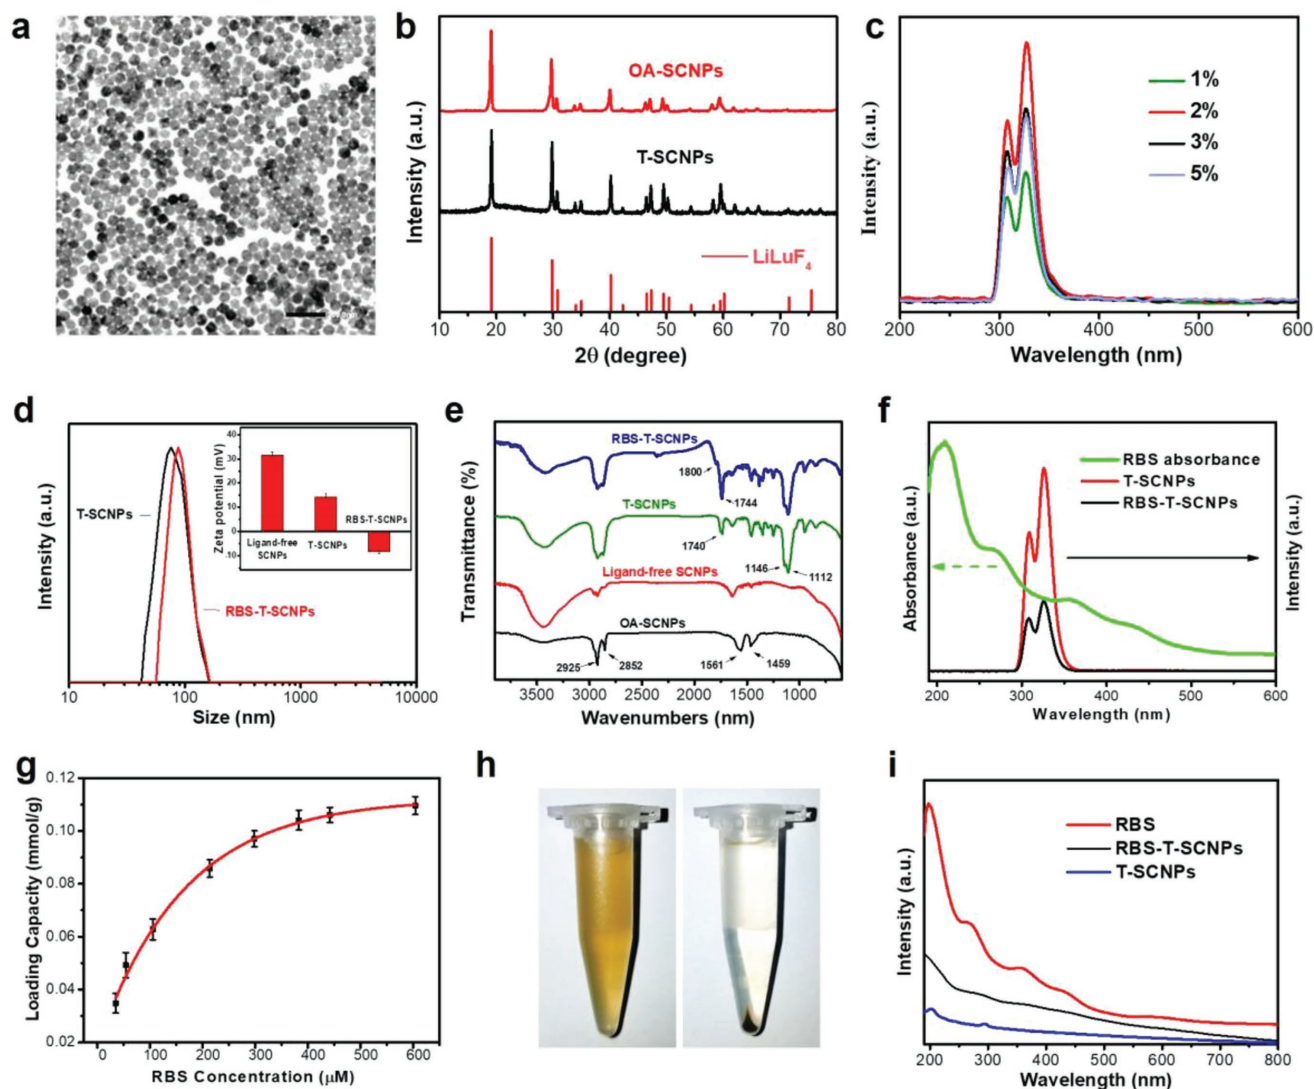 a
b
Intensity (a.u.)
OA-SCNPs
T-SCNPs
LiLuF4
10 20 30 40 50 60 70 80
2θ (degree)
c
Intensity (a.u.)
1%
2%
3%
5%
200 300 400 500 600
Wavelength (nm)
d
Intensity (a.u.)
T-SCNPs
RBS-T-SCNPs
Zeta potential (mV)
40
30
20
10
0
-10
Ligand-free
SCNPs
T-SCNPs
RBS-T-SCNPs
10 100 1000 10000
Size (nm)
e
Transmittance (%)
RBS-T-SCNPs
1800
1744
T-SCNPs
1740
1146
1112
Ligand-free SCNPs
OA-SCNPs
2925
2852
1561
1459
3500 3000 2500 2000 1500 1000
Wavenumbers (nm)
f
Absorbance (a.u.)
RBS absorbance
T-SCNPs
RBS-T-SCNPs
Intensity (a.u.)
200 300 400 500 600
Wavelength (nm)
g
Loading Capacity (mmol/g)
0.12
0.10
0.08
0.06
0.04
0.02
0 100 200 300 400 500 600
RBS Concentration (μM)
h
i
Intensity (a.u.)
RBS
RBS-T-SCNPs
T-SCNPs
200 300 400 500 600 700 800
Wavelength (nm)